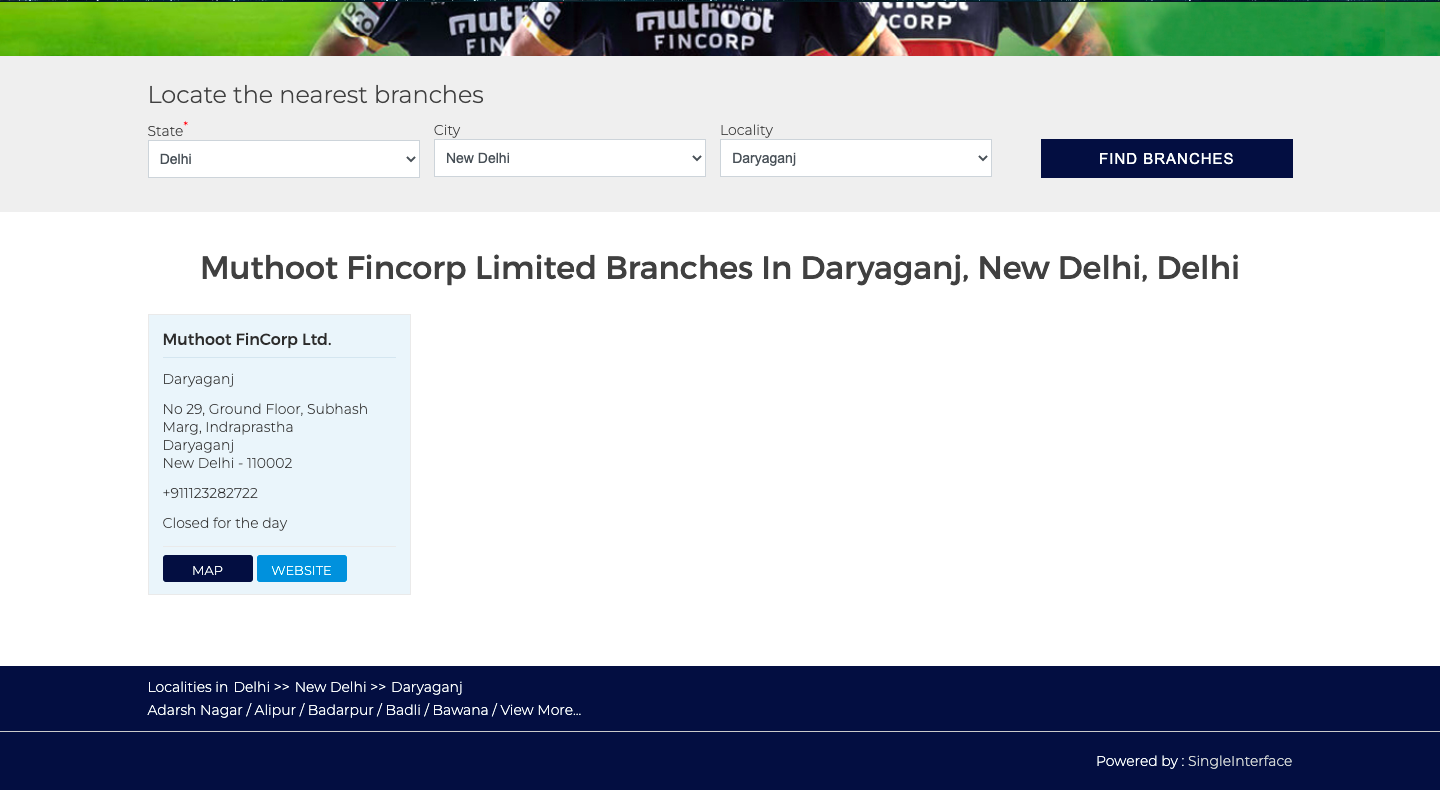 muthoot
FINCORP
FINCORP
FIN
Locate the nearest branches
State*
City
Locality
Delhi
New Delhi
Daryaganj
FIND BRANCHES
Muthoot Fincorp Limited Branches In Daryaganj, New Delhi, Delhi
Muthoot FinCorp Ltd.
Daryaganj
No 29, Ground Floor, Subhash
Marg, Indraprastha
Daryaganj
New Delhi - 110002
+911123282722
Closed for the day
MAP
WEBSITE
Localities in Delhi >> New Delhi >> Daryaganj
Adarsh Nagar / Alipur / Badarpur / Badli / Bawana / View More...
Powered by : SingleInterface